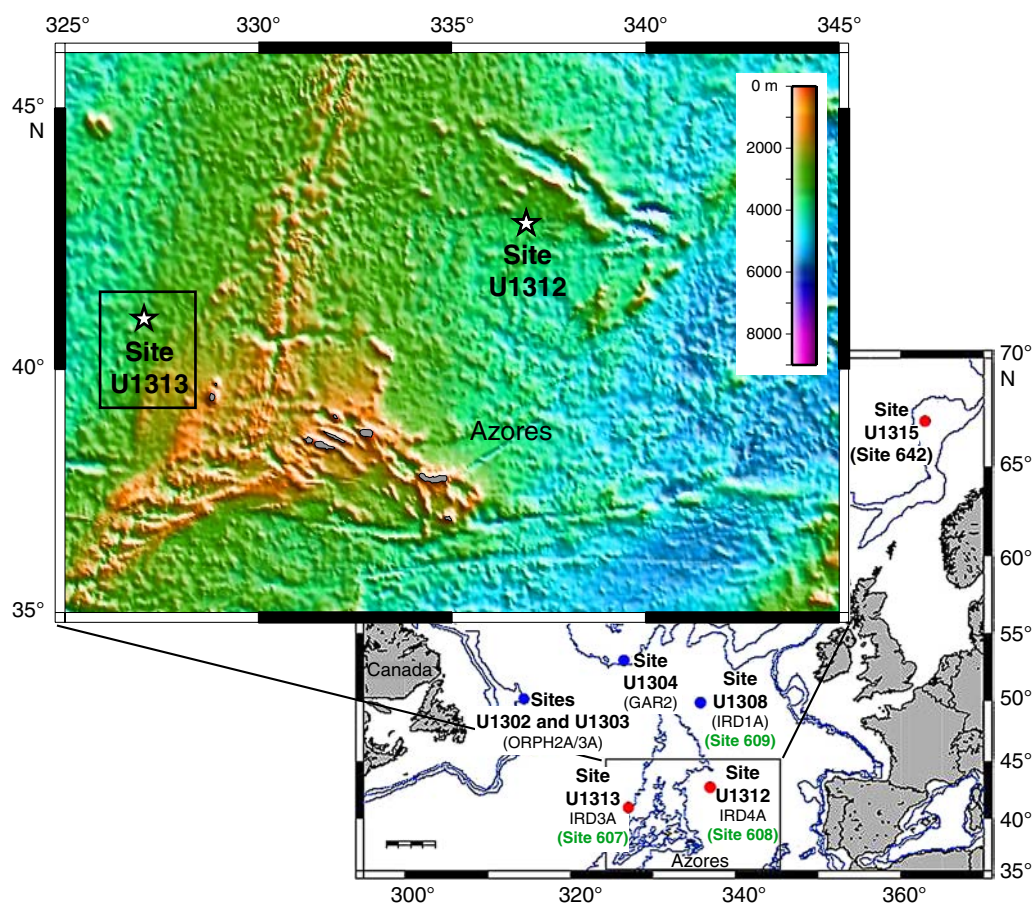 325° 330° 335° 340° 345°
45°
N
40°
35°
0 m
2000
4000
6000
8000
Site
U1312
Site
U1313
Azores
70°
N
65°
60°
55°
50°
45°
40°
35°
Site
U1315
(Site 642)
Canada
Sites
U1302 and U1303
(ORPH2A/3A)
Site
U1304
(GAR2)
Site
U1308
(IRD1A)
(Site 609)
Site
U1313
IRD3A
(Site 607)
Site
U1312
IRD4A
(Site 608)
Azores
300° 320° 340° 360°